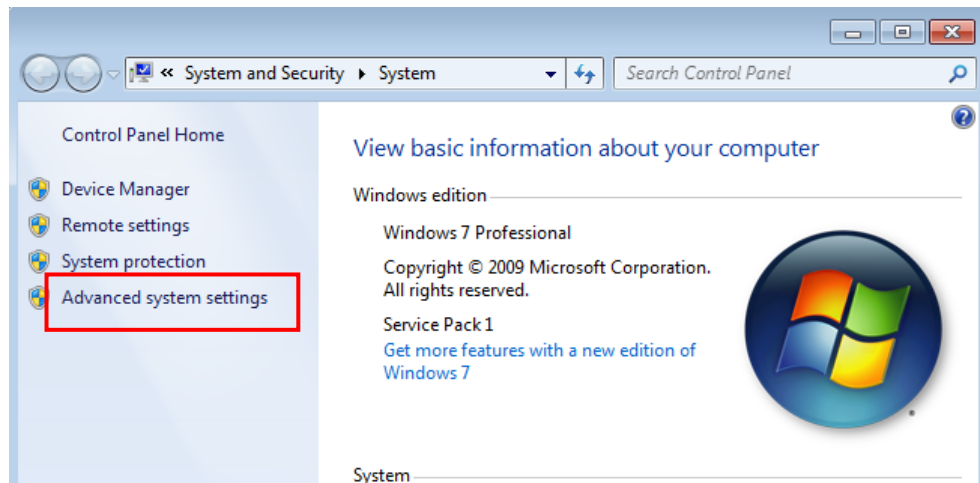 « System and Security ▸ System
Search Control Panel
Control Panel Home
Device Manager
Remote settings
System protection
Advanced system settings
View basic information about your computer
Windows edition
Windows 7 Professional
Copyright © 2009 Microsoft Corporation.
All rights reserved.
Service Pack 1
Get more features with a new edition of
Windows 7
System